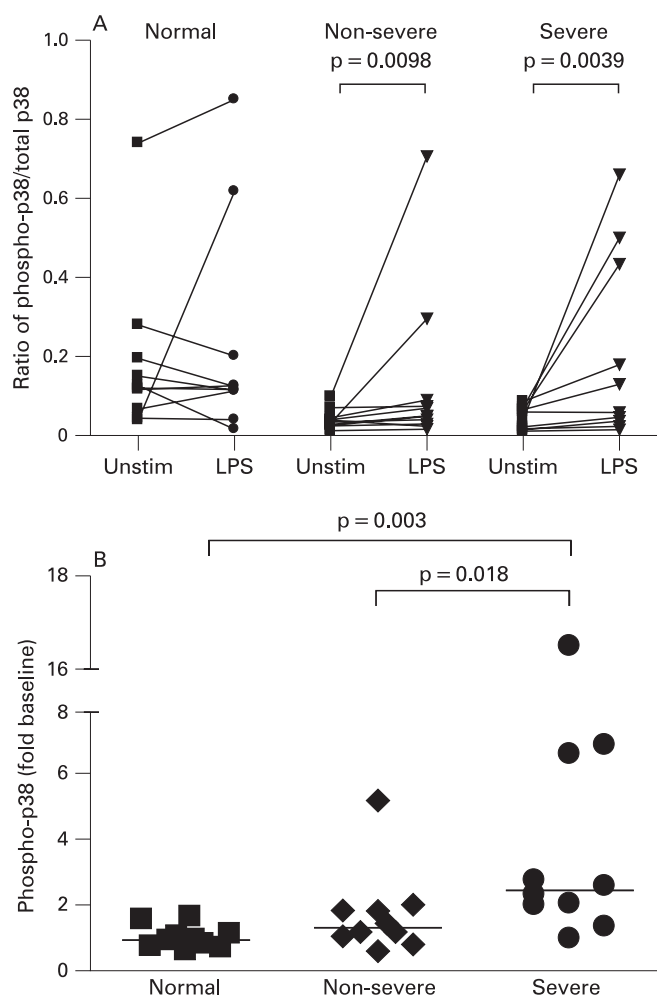 A
Normal Non-severe Severe
p = 0.0098 p = 0.0039
Ratio of phospho-p38/total p38
1.0
0.8
0.6
0.4
0.2
0
Unstim LPS Unstim LPS Unstim LPS
B
p = 0.003
p = 0.018
Phospho-p38 (fold baseline)
18
16
8
6
4
2
0
Normal Non-severe Severe